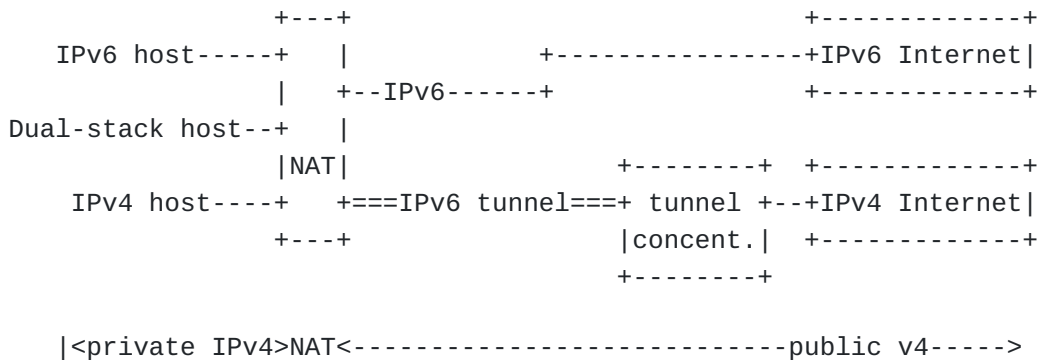 +---+                             +-------------+
   IPv6 host-----+   |            +----------------+IPv6 Internet|
                 |   +--IPv6------+                +-------------+
Dual-stack host--+   |
                 |NAT|                 +--------+  +-------------+
    IPv4 host----+   +===IPv6 tunnel===+ tunnel +--+IPv4 Internet|
                 +---+                 |concent.|  +-------------+
                                       +--------+
   |<private IPv4>NAT<----------------------------public v4----->